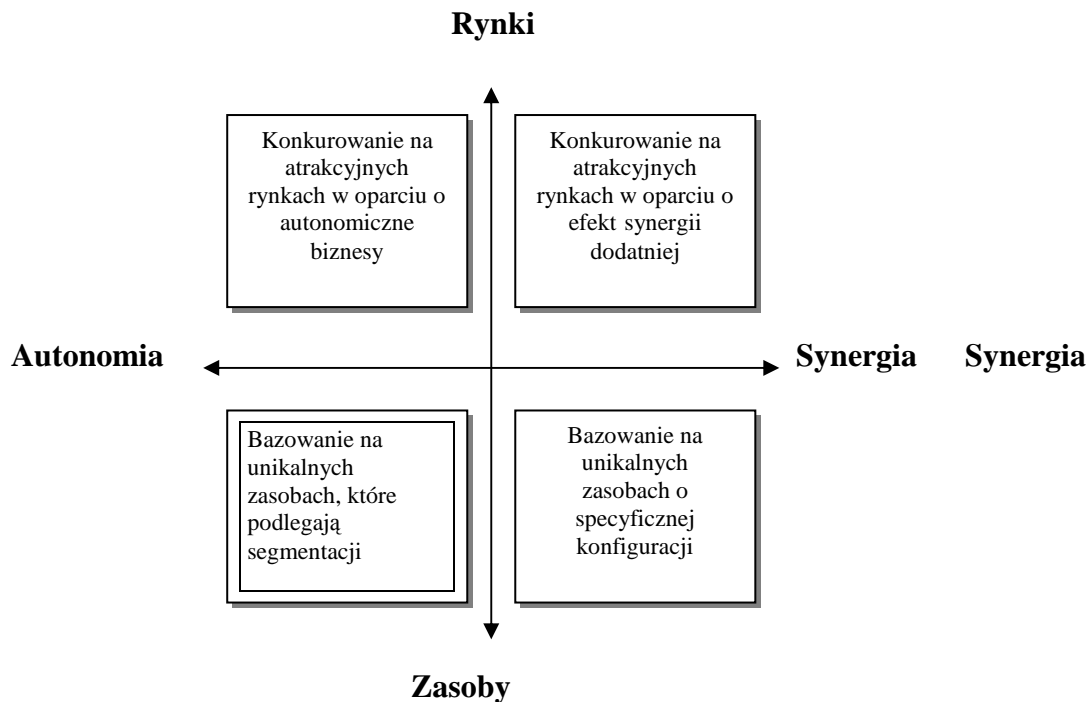 Rynki
Konkurowanie na
atrakcyjnych
rynkach w oparciu o
autonomiczne
biznesy
Konkurowanie na
atrakcyjnych
rynkach w oparciu o
efekt synergii
dodatniej
Autonomia
Synergia
Synergia
Bazowanie na
unikalnych
zasobach, które
podlegają
segmentacji
Bazowanie na
unikalnych
zasobach o
specyficznej
konfiguracji
Zasoby